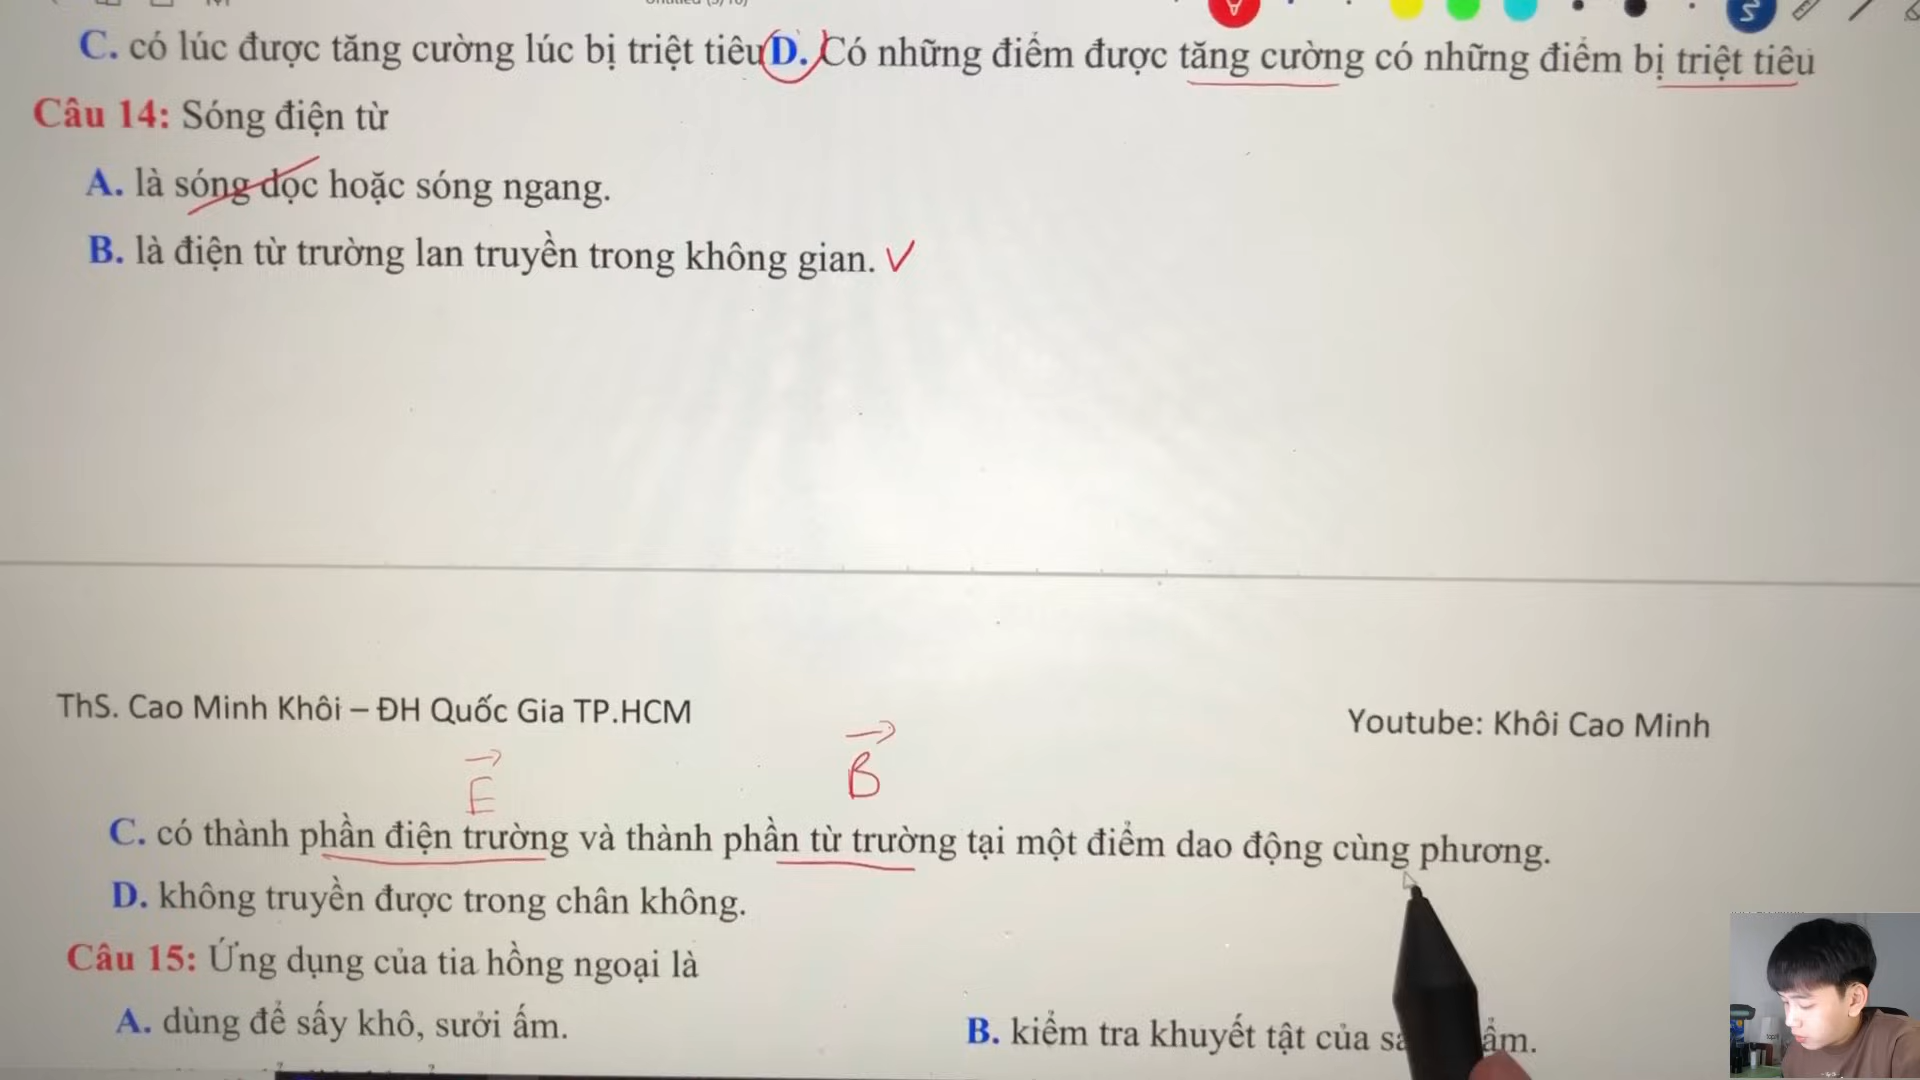 C. có lúc được tăng cường lúc bị triệt tiêu D. Có những điểm được tăng cường có những điểm bị triệt tiêu
Câu 14: Sóng điện từ
A. là sóng dọc hoặc sóng ngang.
B. là điện từ trường lan truyền trong không gian.
ThS. Cao Minh Khôi – ĐH Quốc Gia TP.HCM
Youtube: Khôi Cao Minh
E B
C. có thành phần điện trường và thành phần từ trường tại một điểm dao động cùng phương.
D. không truyền được trong chân không.
Câu 15: Ứng dụng của tia hồng ngoại là
A. dùng để sấy khô, sưởi ấm.
B. kiểm tra khuyết tật của